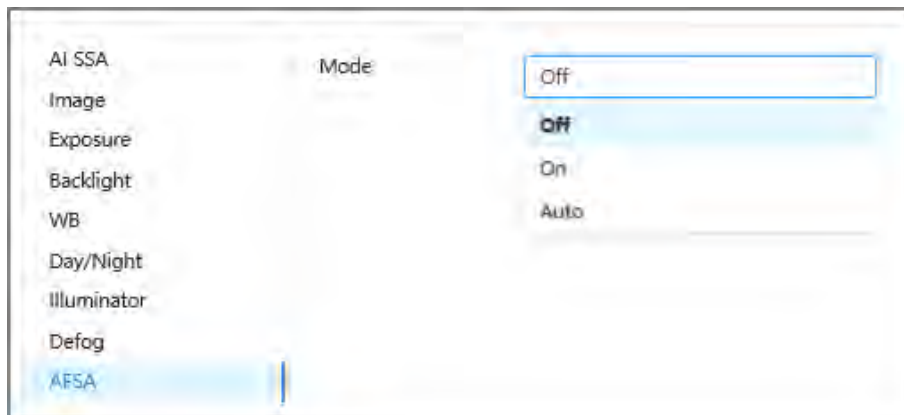 AI SSA
Image
Exposure
Backlight
WB
Day/Night
Illuminator
Defog
AFSA
Mode
Off
Off
On
Auto